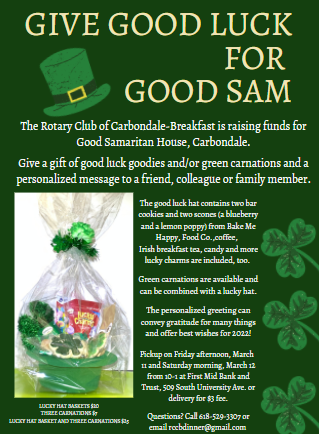 GIVE GOOD LUCK
FOR
GOOD SAM
The Rotary Club of Carbondale-Breakfast is raising funds for
Good Samaritan House, Carbondale.
Give a gift of good luck goodies and/or green carnations and a
personalized message to a friend, colleague or family member.
The good luck hat contains two bar
cookies and two scones (a blueberry
and a lemon poppy) from Bake Me
Happy, Food Co.,coffee,
Irish breakfast tea, candy and more
lucky charms are included, too.
Green carnations are available and
can be combined with a lucky hat.
The personalized greeting can
convey gratitude for many things
and offer best wishes for 2022!
Pickup on Friday afternoon, March
11 and Saturday morning, March 12
from 10-1 at First Mid Bank and
Trust, 509 South University Ave. or
delivery for $3 fee.
Questions? Call 618-529-3307 or
email rccbdinner@gmail.com
LUCKY HAT BASKETS $20
THREE CARNATIONS $7
LUCKY HAT BASKET AND THREE CARNATIONS $25